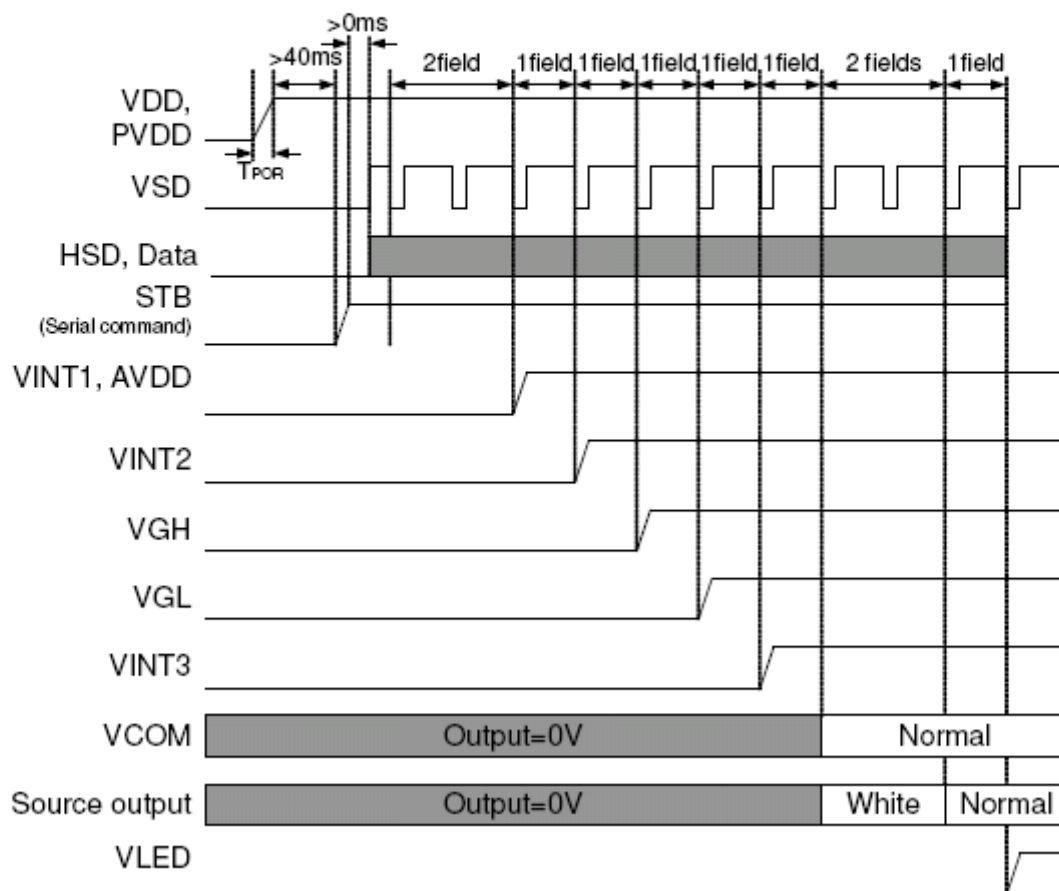 >0ms
>40ms
2field 1field 1field 1field 1field 1field 2 fields 1field
VDD,
PVDD
TPOR
VSD
HSD, Data
STB
(Serial command)
VINT1, AVDD
VINT2
VGH
VGL
VINT3
VCOM Output=0V Normal
Source output Output=0V White Normal
VLED